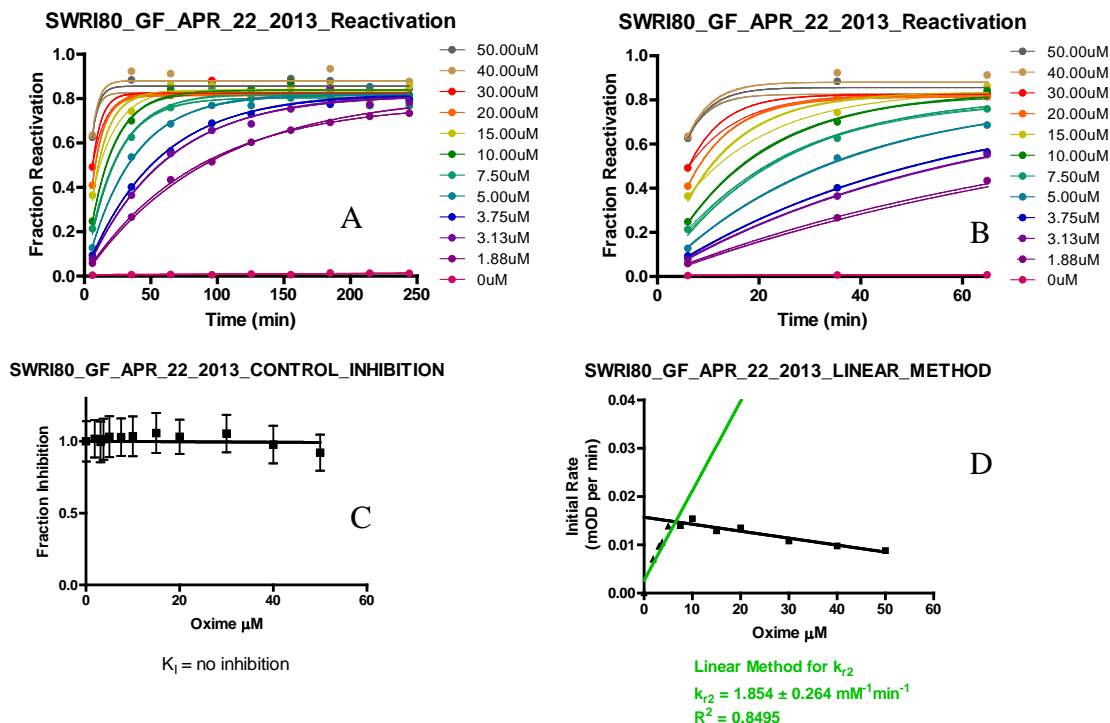 SWRI80_GF_APR_22_2013_Reactivation
Fraction Reactivation
1.0
0.8
0.6
0.4
0.2
0.0
0
50
100
150
200
250
Time (min)
50.00uM
40.00uM
30.00uM
20.00uM
15.00uM
10.00uM
7.50uM
5.00uM
3.75uM
3.13uM
1.88uM
0uM
A
SWRI80_GF_APR_22_2013_Reactivation
Fraction Reactivation
1.0
0.8
0.6
0.4
0.2
0.0
0
20
40
60
Time (min)
50.00uM
40.00uM
30.00uM
20.00uM
15.00uM
10.00uM
7.50uM
5.00uM
3.75uM
3.13uM
1.88uM
0uM
B
SWRI80_GF_APR_22_2013_CONTROL_INHIBITION
Fraction Inhibition
1.0
0.5
0.0
0
20
40
60
Oxime μM
C
K_I = no inhibition
SWRI80_GF_APR_22_2013_LINEAR_METHOD
Initial Rate
(mOD per min)
0.04
0.03
0.02
0.01
0.00
0
10
20
30
40
50
60
Oxime μM
D
Linear Method for k_r2
k_r2 = 1.854 ± 0.264 mM⁻¹min⁻¹
R² = 0.8495